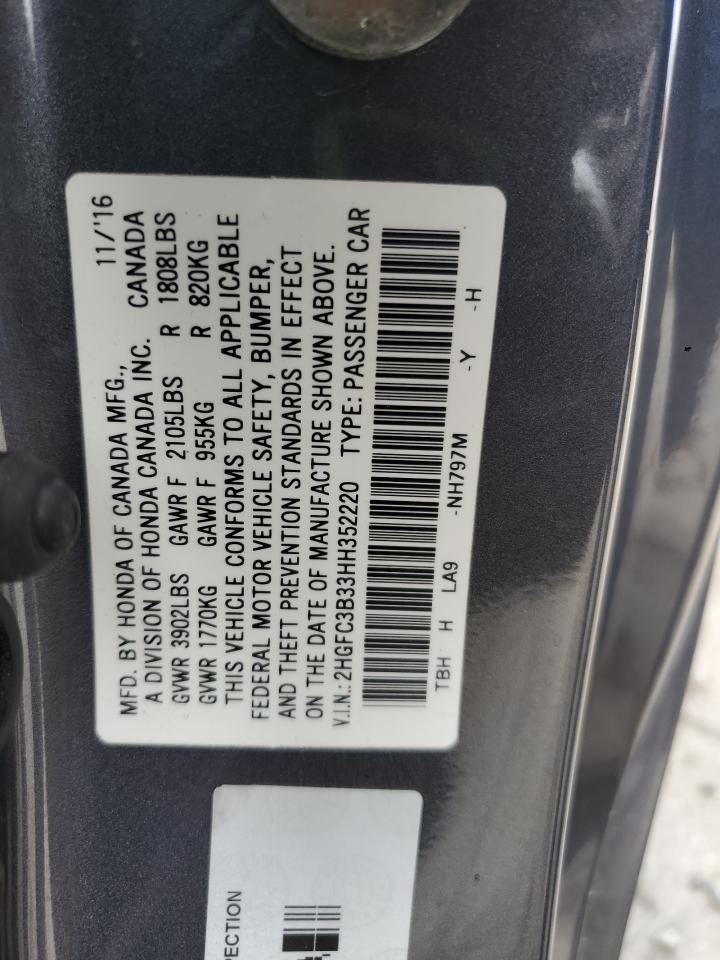 MFD. BY HONDA OF CANADA MFG., 11/'16
A DIVISION OF HONDA CANADA INC. CANADA
GVWR 3902LBS GAWR F 2105LBS R 1808LBS
GVWR 1770KG GAWR F 955KG R 820KG
THIS VEHICLE CONFORMS TO ALL APPLICABLE
FEDERAL MOTOR VEHICLE SAFETY, BUMPER,
AND THEFT PREVENTION STANDARDS IN EFFECT
ON THE DATE OF MANUFACTURE SHOWN ABOVE.
V.I.N.: 2HGFC3B33HH352220 TYPE: PASSENGER CAR
TBH H LA9 -NH797M -Y -H
PECTION